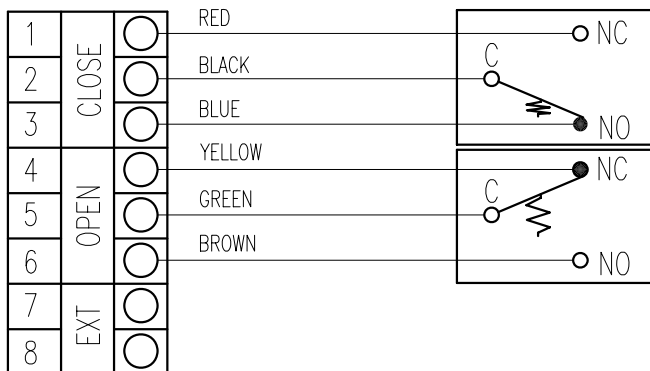 1 RED NC
2 BLACK C
CLOSE
3 BLUE NO
4 YELLOW NC
5 GREEN C
OPEN
6 BROWN NO
7
EXT
8